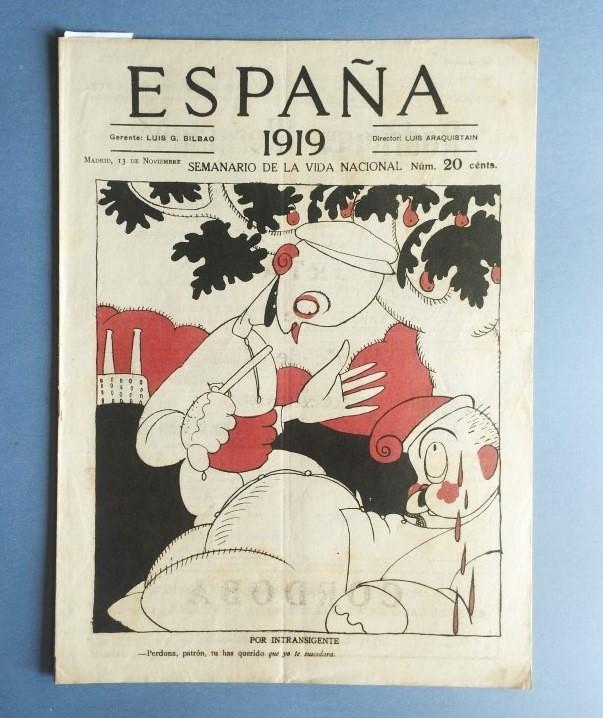 ESPAÑA
Gerente: LUIS G. BILBAO
1919
Director: LUIS ARAQUISTAIN
MADRID, 13 DE NOVIEMBRE
SEMANARIO DE LA VIDA NACIONAL
Núm. 20 cénts.
CORDOBA
POR INTRANSIGENTE
—Perdona, patrón, tu has querido que yo te